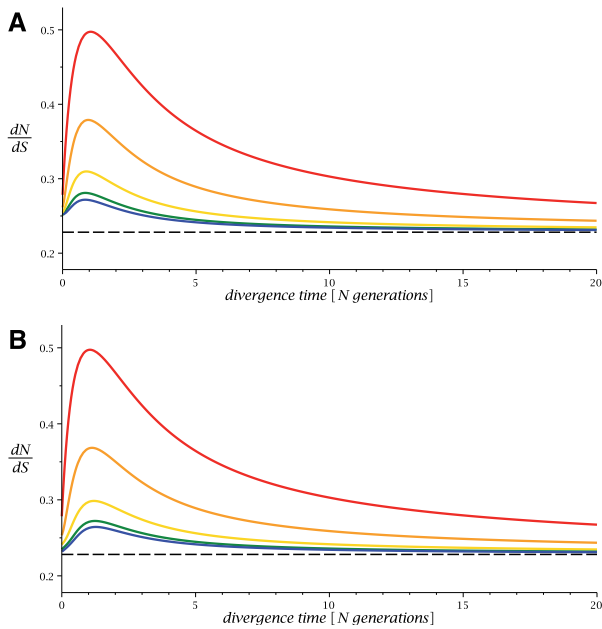 A
0.5
0.4
dN
dS
0.3
0.2
0 5 10 15 20
divergence time [N generations]
B
0.5
0.4
dN
dS
0.3
0.2
0 5 10 15 20
divergence time [N generations]